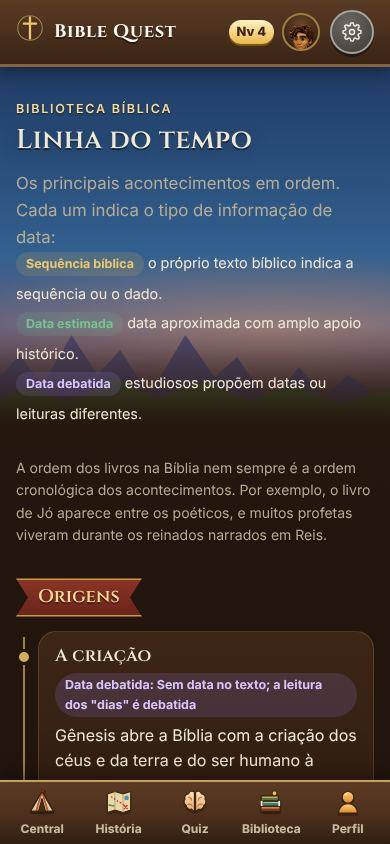 Bible Quest
Nv 4
BIBLIOTECA BÍBLICA
Linha do tempo
Os principais acontecimentos em ordem.
Cada um indica o tipo de informação de
data:
Sequência bíblica o próprio texto bíblico indica a
sequência ou o dado.
Data estimada data aproximada com amplo apoio
histórico.
Data debatida estudiosos propõem datas ou
leituras diferentes.
A ordem dos livros na Bíblia nem sempre é a ordem
cronológica dos acontecimentos. Por exemplo, o livro
de Jó aparece entre os poéticos, e muitos profetas
viveram durante os reinados narrados em Reis.
Origens
A criação
Data debatida: Sem data no texto; a leitura
dos "dias" é debatida
Gênesis abre a Bíblia com a criação dos
céus e da terra e do ser humano à
Central
História
Quiz
Biblioteca
Perfil